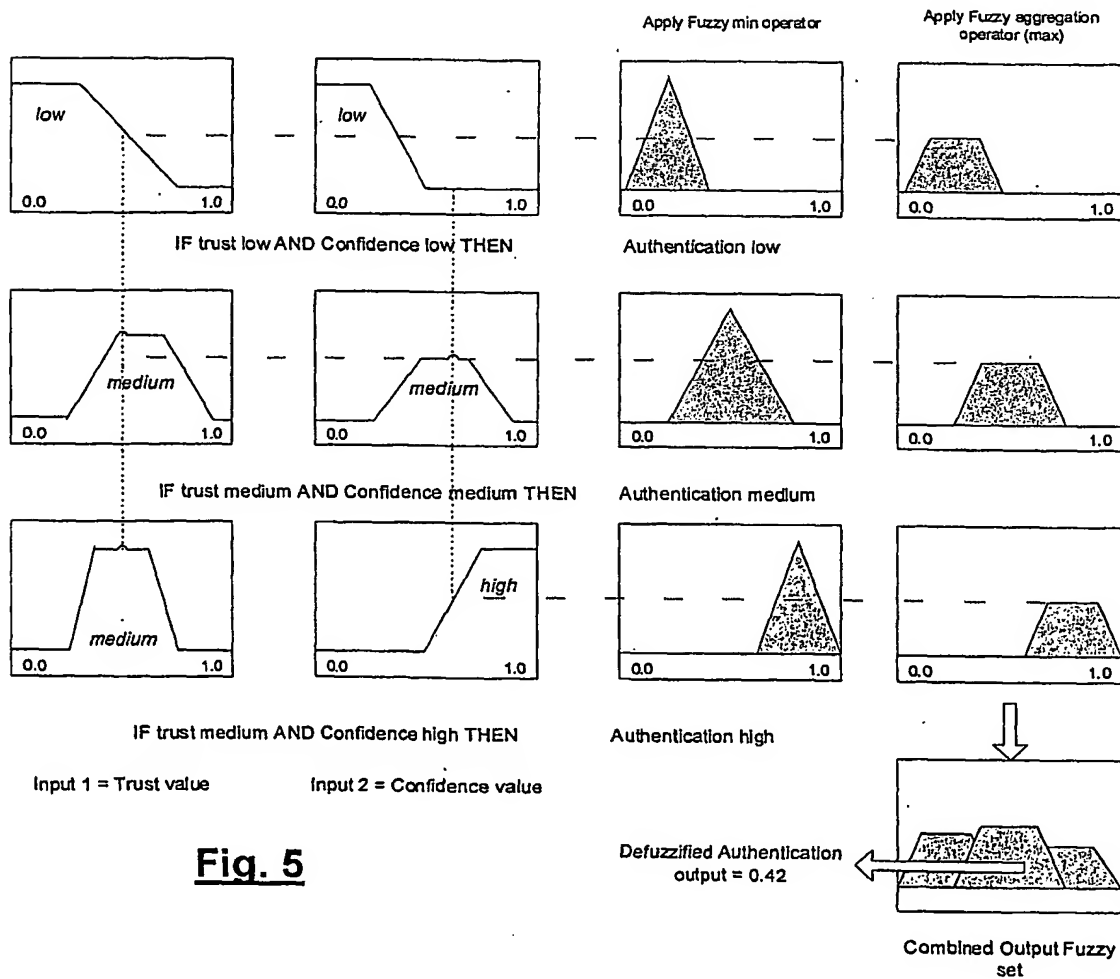 Apply Fuzzy min operator
Apply Fuzzy aggregation
operator (max)
low
0.0 1.0
low
0.0 1.0
0.0 1.0
0.0 1.0
IF trust low AND Confidence low THEN
Authentication low
medium
0.0 1.0
medium
0.0 1.0
0.0 1.0
0.0 1.0
IF trust medium AND Confidence medium THEN
Authentication medium
medium
0.0 1.0
high
0.0 1.0
0.0 1.0
0.0 1.0
IF trust medium AND Confidence high THEN
Authentication high
Input 1 = Trust value
Input 2 = Confidence value
Fig. 5
Defuzzified Authentication
output = 0.42
Combined Output Fuzzy
set